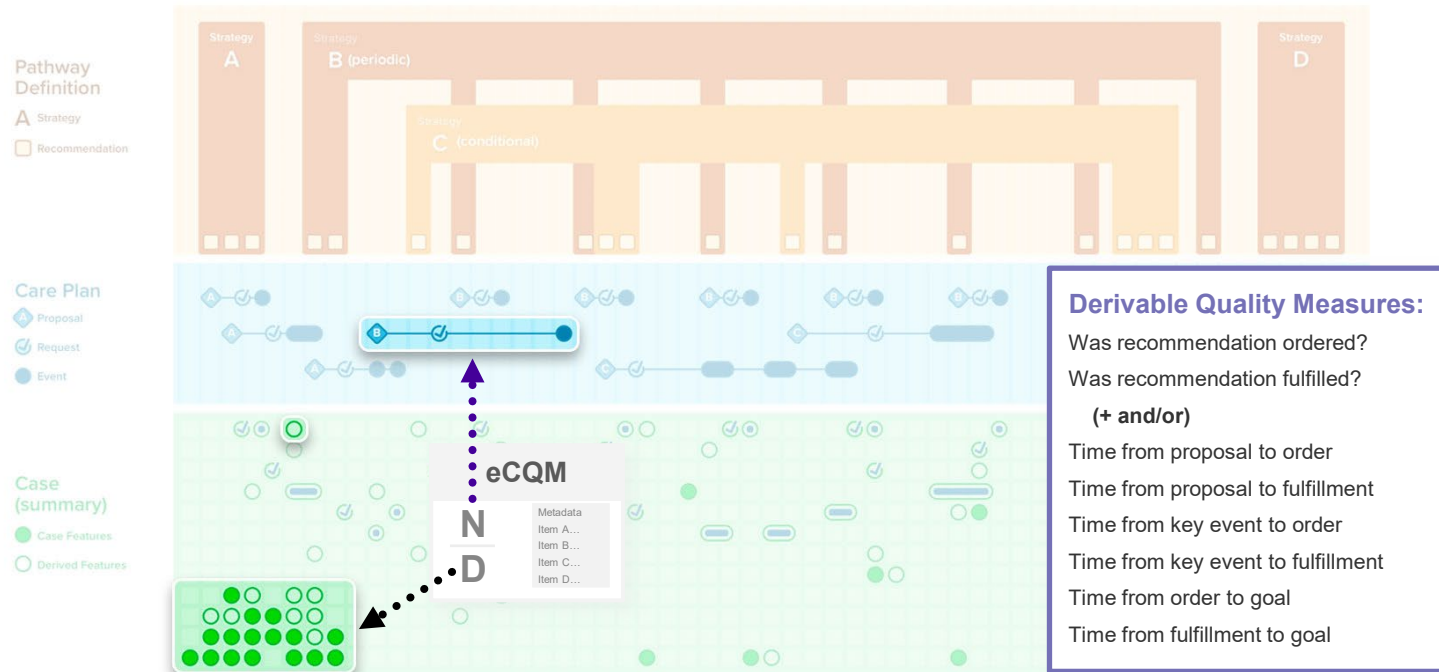 Pathway
Definition
A Strategy
Recommendation
Strategy
A
Strategy
B (periodic)
Strategy
C (conditional)
Strategy
D
Care Plan
A Proposal
Request
Event
A
B
B
B
B
B
A
B
C
A
C
Case
(summary)
Case Features
Derived Features
eCQM
N
D
Metadata
Item A...
Item B...
Item C...
Item D...
Derivable Quality Measures:
Was recommendation ordered?
Was recommendation fulfilled?
(+ and/or)
Time from proposal to order
Time from proposal to fulfillment
Time from key event to order
Time from key event to fulfillment
Time from order to goal
Time from fulfillment to goal